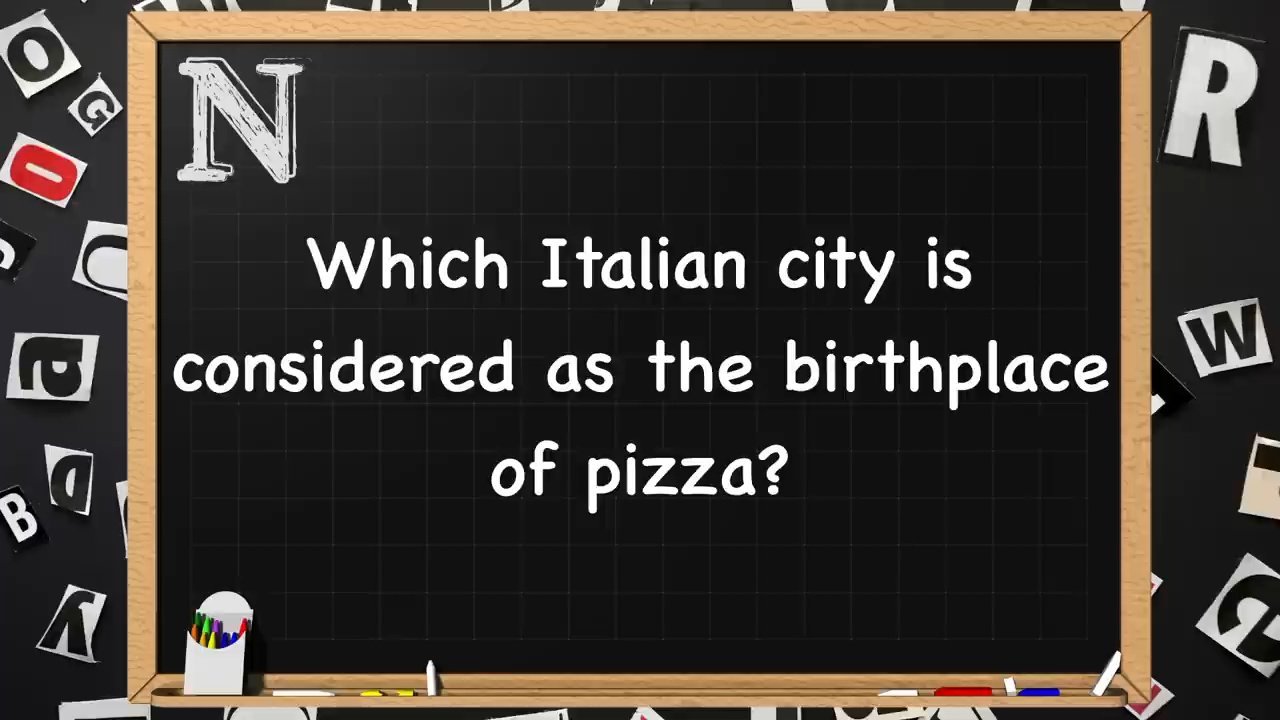 N
Which Italian city is
considered as the birthplace
of pizza?
O
G
O
R
a
W
B